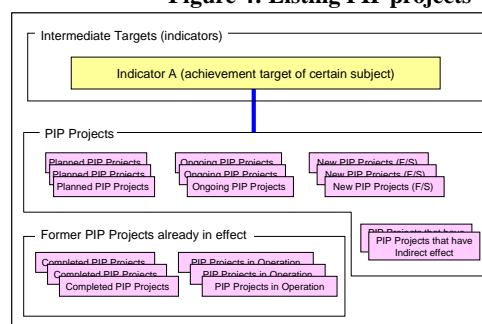 Figure 4: Listing PIP projects
Intermediate Targets (indicators)
Indicator A (achievement target of certain subject)
PIP Projects
Planned PIP Projects
Planned PIP Projects
Planned PIP Projects
Ongoing PIP Projects
Ongoing PIP Projects
Ongoing PIP Projects
New PIP Projects (F/S)
New PIP Projects (F/S)
New PIP Projects (F/S)
PIP Projects that have
PIP Projects that have
Indirect effect
Former PIP Projects already in effect
Completed PIP Projects
Completed PIP Projects
Completed PIP Projects
PIP Projects in Operation
PIP Projects in Operation
PIP Projects in Operation